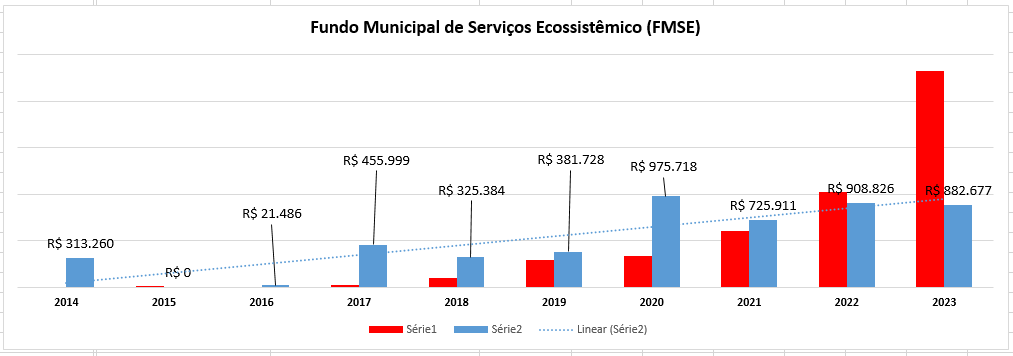 Fundo Municipal de Serviços Ecossistêmico (FMSE)
R$ 313.260
R$ 0
R$ 21.486
R$ 455.999
R$ 325.384
R$ 381.728
R$ 975.718
R$ 725.911
R$ 908.826
R$ 882.677
2014 2015 2016 2017 2018 2019 2020 2021 2022 2023
Série1 Série2 Linear (Série2)